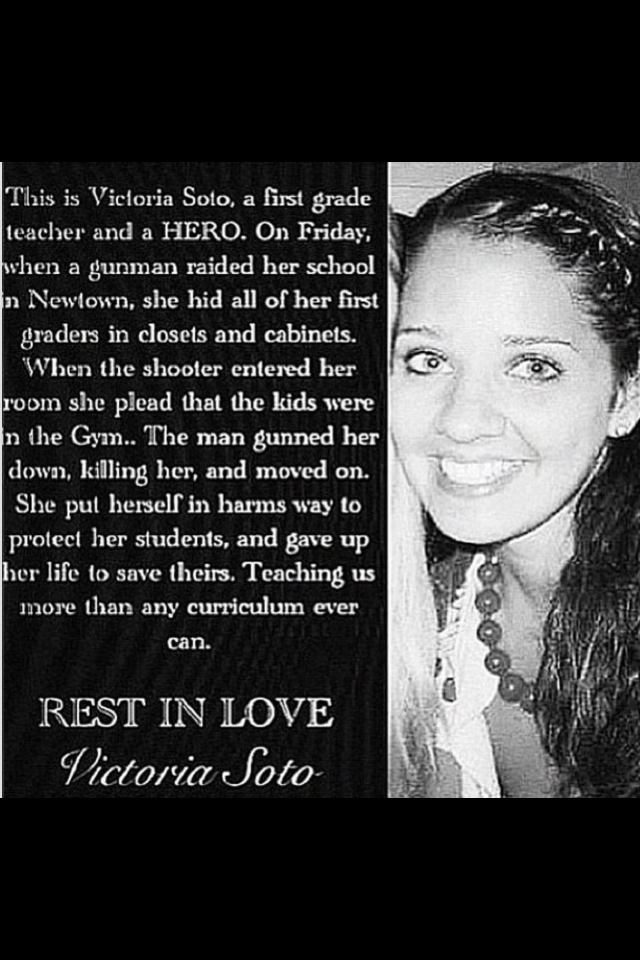 This is Victoria Soto, a first grade
teacher and a HERO. On Friday,
when a gunman raided her school
in Newtown, she hid all of her first
graders in closets and cabinets.
When the shooter entered her
room she plead that the kids were
in the Gym.. The man gunned her
down, killing her, and moved on.
She put herself in harms way to
protect her students, and gave up
her life to save theirs. Teaching us
more than any curriculum ever
can.
REST IN LOVE
Victoria Soto